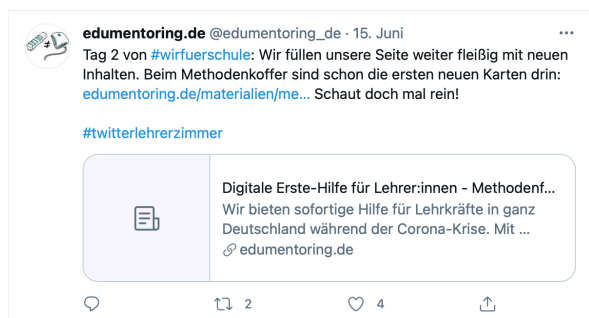 edumentoring.de @edumentoring_de · 15. Juni
Tag 2 von #wirfuerschule: Wir füllen unsere Seite weiter fleißig mit neuen
Inhalten. Beim Methodenkoffer sind schon die ersten neuen Karten drin:
edumentoring.de/materialien/me... Schaut doch mal rein!
#twitterlehrerzimmer
Digitale Erste-Hilfe für Lehrer:innen - Methodenf...
Wir bieten sofortige Hilfe für Lehrkräfte in ganz
Deutschland während der Corona-Krise. Mit ...
edumentoring.de
2 4